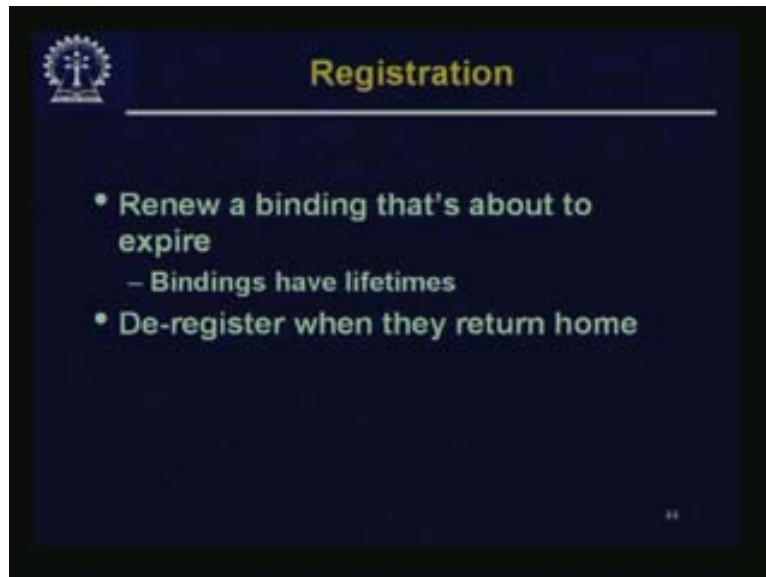 Registration
• Renew a binding that's about to
expire
– Bindings have lifetimes
• De-register when they return home